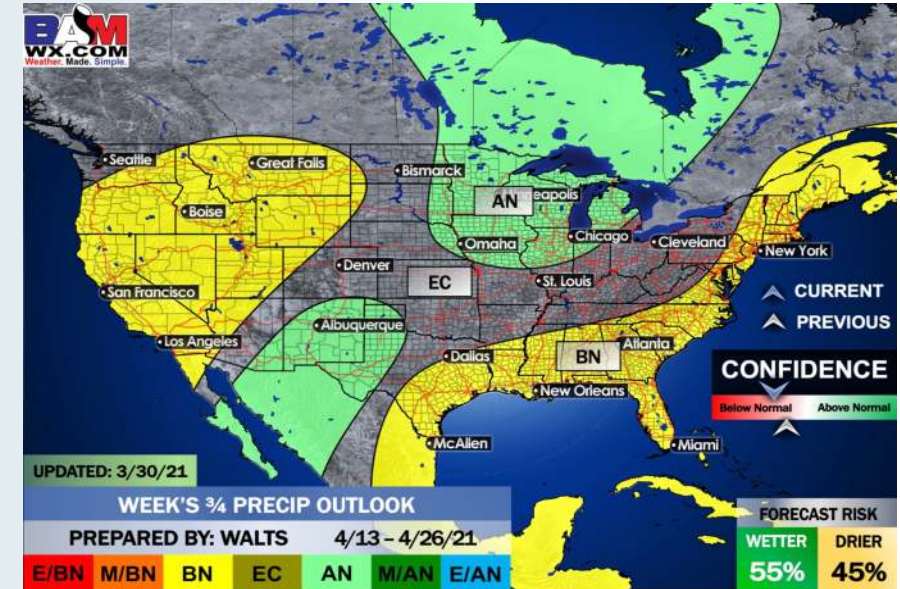 BAM
WX.COM
Weather. Made. Simple.
Seattle
Great Falls
Bismarck
AN
eapolis
Boise
Omaha
Chicago
Cleveland
New York
Denver
EC
St. Louis
San Francisco
CURRENT
Albuquerque
PREVIOUS
Los Angeles
Dallas
BN
Atlanta
CONFIDENCE
New Orleans
Below Normal Above Normal
McAllen
Miami
UPDATED: 3/30/21
WEEK'S ¾ PRECIP OUTLOOK
FORECAST RISK
PREPARED BY: WALTS 4/13 – 4/26/21
WETTER DRIER
55% 45%
E/BN M/BN BN EC AN M/AN E/AN